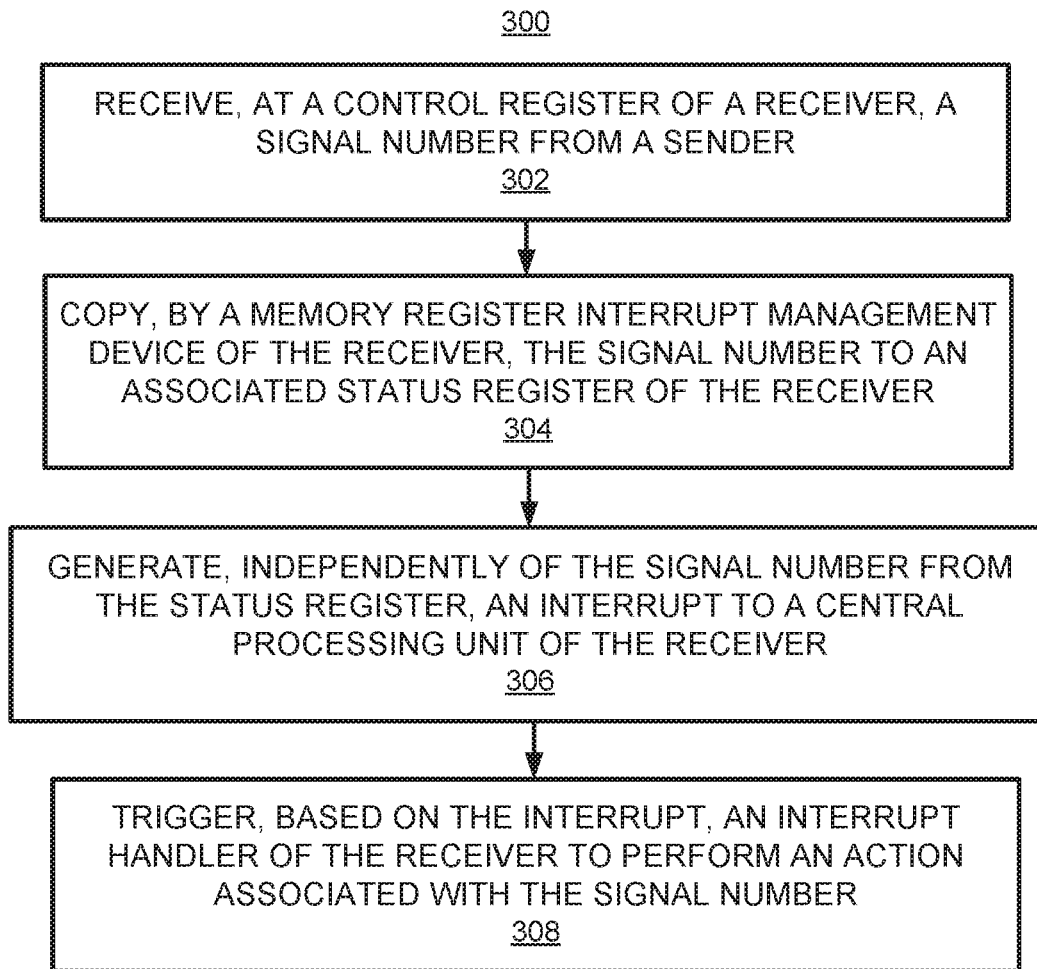 300
RECEIVE, AT A CONTROL REGISTER OF A RECEIVER, A
SIGNAL NUMBER FROM A SENDER
302
COPY, BY A MEMORY REGISTER INTERRUPT MANAGEMENT
DEVICE OF THE RECEIVER, THE SIGNAL NUMBER TO AN
ASSOCIATED STATUS REGISTER OF THE RECEIVER
304
GENERATE, INDEPENDENTLY OF THE SIGNAL NUMBER FROM
THE STATUS REGISTER, AN INTERRUPT TO A CENTRAL
PROCESSING UNIT OF THE RECEIVER
306
TRIGGER, BASED ON THE INTERRUPT, AN INTERRUPT
HANDLER OF THE RECEIVER TO PERFORM AN ACTION
ASSOCIATED WITH THE SIGNAL NUMBER
308